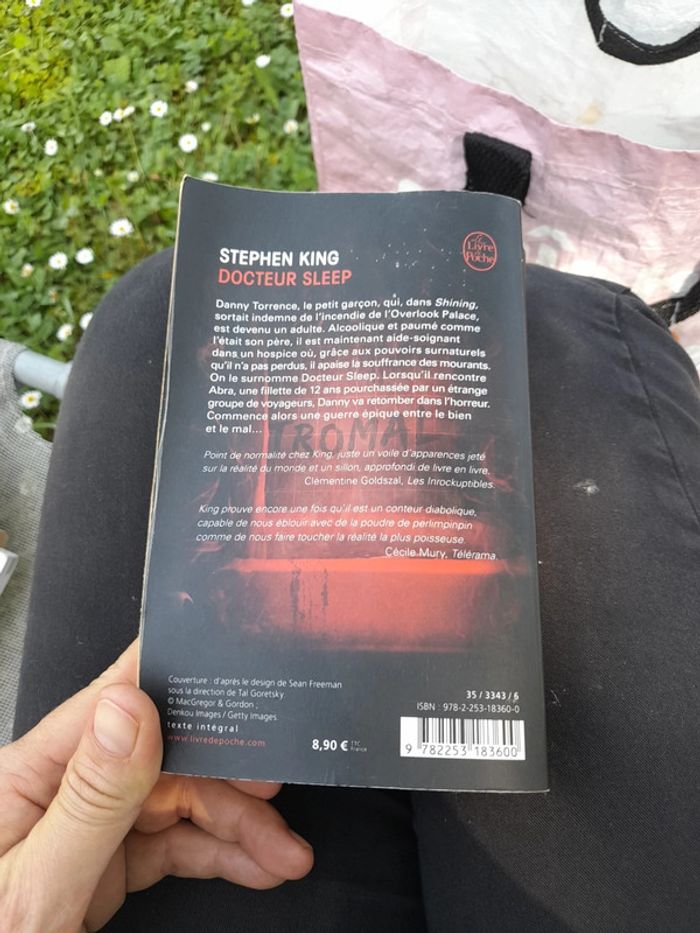 Le
Livre
de
Poche
STEPHEN KING
DOCTEUR SLEEP
Danny Torrence, le petit garçon, qui, dans Shining,
sortait indemne de l'incendie de l'Overlook Palace,
est devenu un adulte. Alcoolique et paumé comme
l'était son père, il est maintenant aide-soignant
dans un hospice où, grâce aux pouvoirs surnaturels
qu'il n'a pas perdus, il apaise la souffrance des mourants.
On le surnomme Docteur Sleep. Lorsqu'il rencontre
Abra, une fillette de 12 ans pourchassée par un étrange
groupe de voyageurs, Danny va retomber dans l'horreur.
Commence alors une guerre épique entre le bien
et le mal...
TROMAL
Point de normalité chez King, juste un voile d'apparences jeté
sur la réalité du monde et un sillon, approfondi de livre en livre.
Clémentine Goldszal, Les Inrockuptibles.
King prouve encore une fois qu'il est un conteur diabolique,
capable de nous éblouir avec de la poudre de perlimpinpin
comme de nous faire toucher la réalité la plus poisseuse.
Cécile Mury, Télérama.
Couverture : d'après le design de Sean Freeman
sous la direction de Tal Goretsky.
© MacGregor & Gordon ;
Denkou Images / Getty Images.
texte intégral
www.livredepoche.com
8,90 € TTC
France
35 / 3343 / 6
ISBN : 978-2-253-18360-0
9 782253 183600